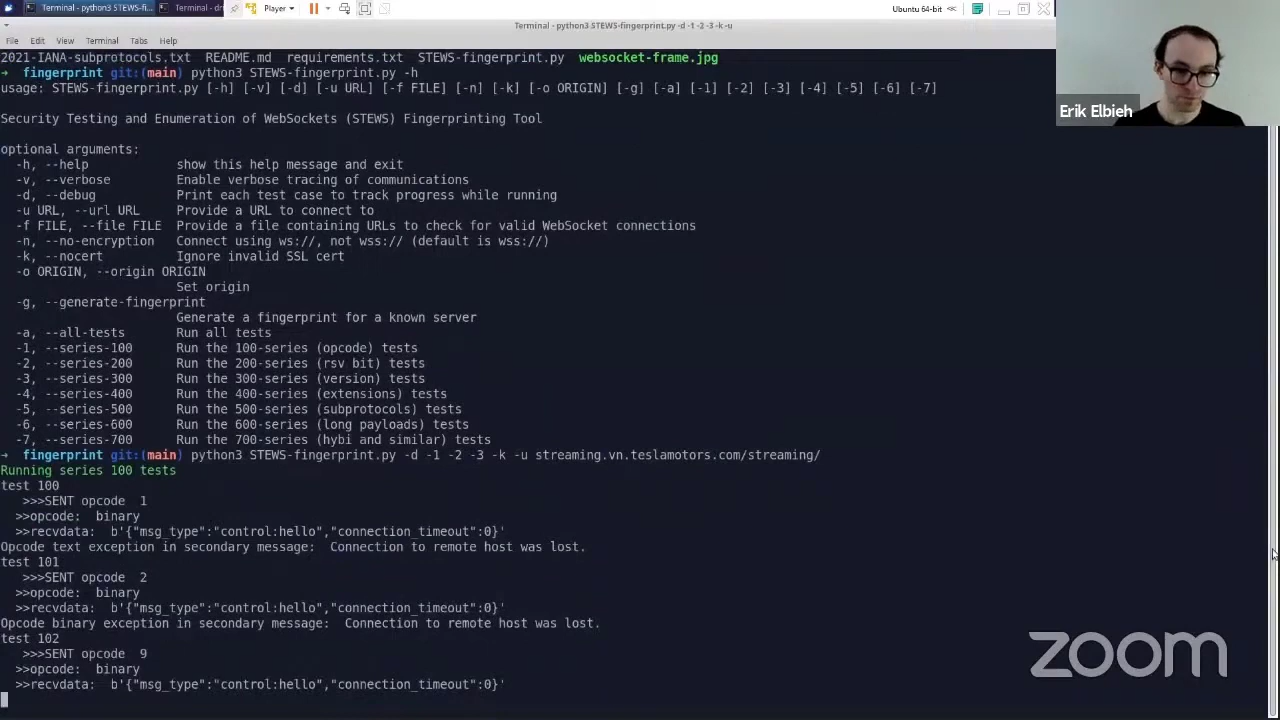 Terminal - python3 STEWS-fi...
Terminal - dr
Player
Ubuntu 64-bit
Terminal - python3 STEWS-fingerprint.py -d -1 -2 -3 -k -u
File Edit View Terminal Tabs Help
2021-IANA-subprotocols.txt README.md requirements.txt STEWS-fingerprint.py websocket-frame.jpg
→ fingerprint git:(main) python3 STEWS-fingerprint.py -h
usage: STEWS-fingerprint.py [-h] [-v] [-d] [-u URL] [-f FILE] [-n] [-k] [-o ORIGIN] [-g] [-a] [-1] [-2] [-3] [-4] [-5] [-6] [-7]
Security Testing and Enumeration of WebSockets (STEWS) Fingerprinting Tool
optional arguments:
-h, --help show this help message and exit
-v, --verbose Enable verbose tracing of communications
-d, --debug Print each test case to track progress while running
-u URL, --url URL Provide a URL to connect to
-f FILE, --file FILE Provide a file containing URLs to check for valid WebSocket connections
-n, --no-encryption Connect using ws://, not wss:// (default is wss://)
-k, --nocert Ignore invalid SSL cert
-o ORIGIN, --origin ORIGIN
Set origin
-g, --generate-fingerprint
Generate a fingerprint for a known server
-a, --all-tests Run all tests
-1, --series-100 Run the 100-series (opcode) tests
-2, --series-200 Run the 200-series (rsv bit) tests
-3, --series-300 Run the 300-series (version) tests
-4, --series-400 Run the 400-series (extensions) tests
-5, --series-500 Run the 500-series (subprotocols) tests
-6, --series-600 Run the 600-series (long payloads) tests
-7, --series-700 Run the 700-series (hybi and similar) tests
→ fingerprint git:(main) python3 STEWS-fingerprint.py -d -1 -2 -3 -k -u streaming.vn.teslamotors.com/streaming/
Running series 100 tests
test 100
>>>SENT opcode 1
>>opcode: binary
>>recvdata: b'{"msg_type":"control:hello","connection_timeout":0}'
Opcode text exception in secondary message: Connection to remote host was lost.
test 101
>>>SENT opcode 2
>>opcode: binary
>>recvdata: b'{"msg_type":"control:hello","connection_timeout":0}'
Opcode binary exception in secondary message: Connection to remote host was lost.
test 102
>>>SENT opcode 9
>>opcode: binary
>>recvdata: b'{"msg_type":"control:hello","connection_timeout":0}'
Erik Elbieh
zoom